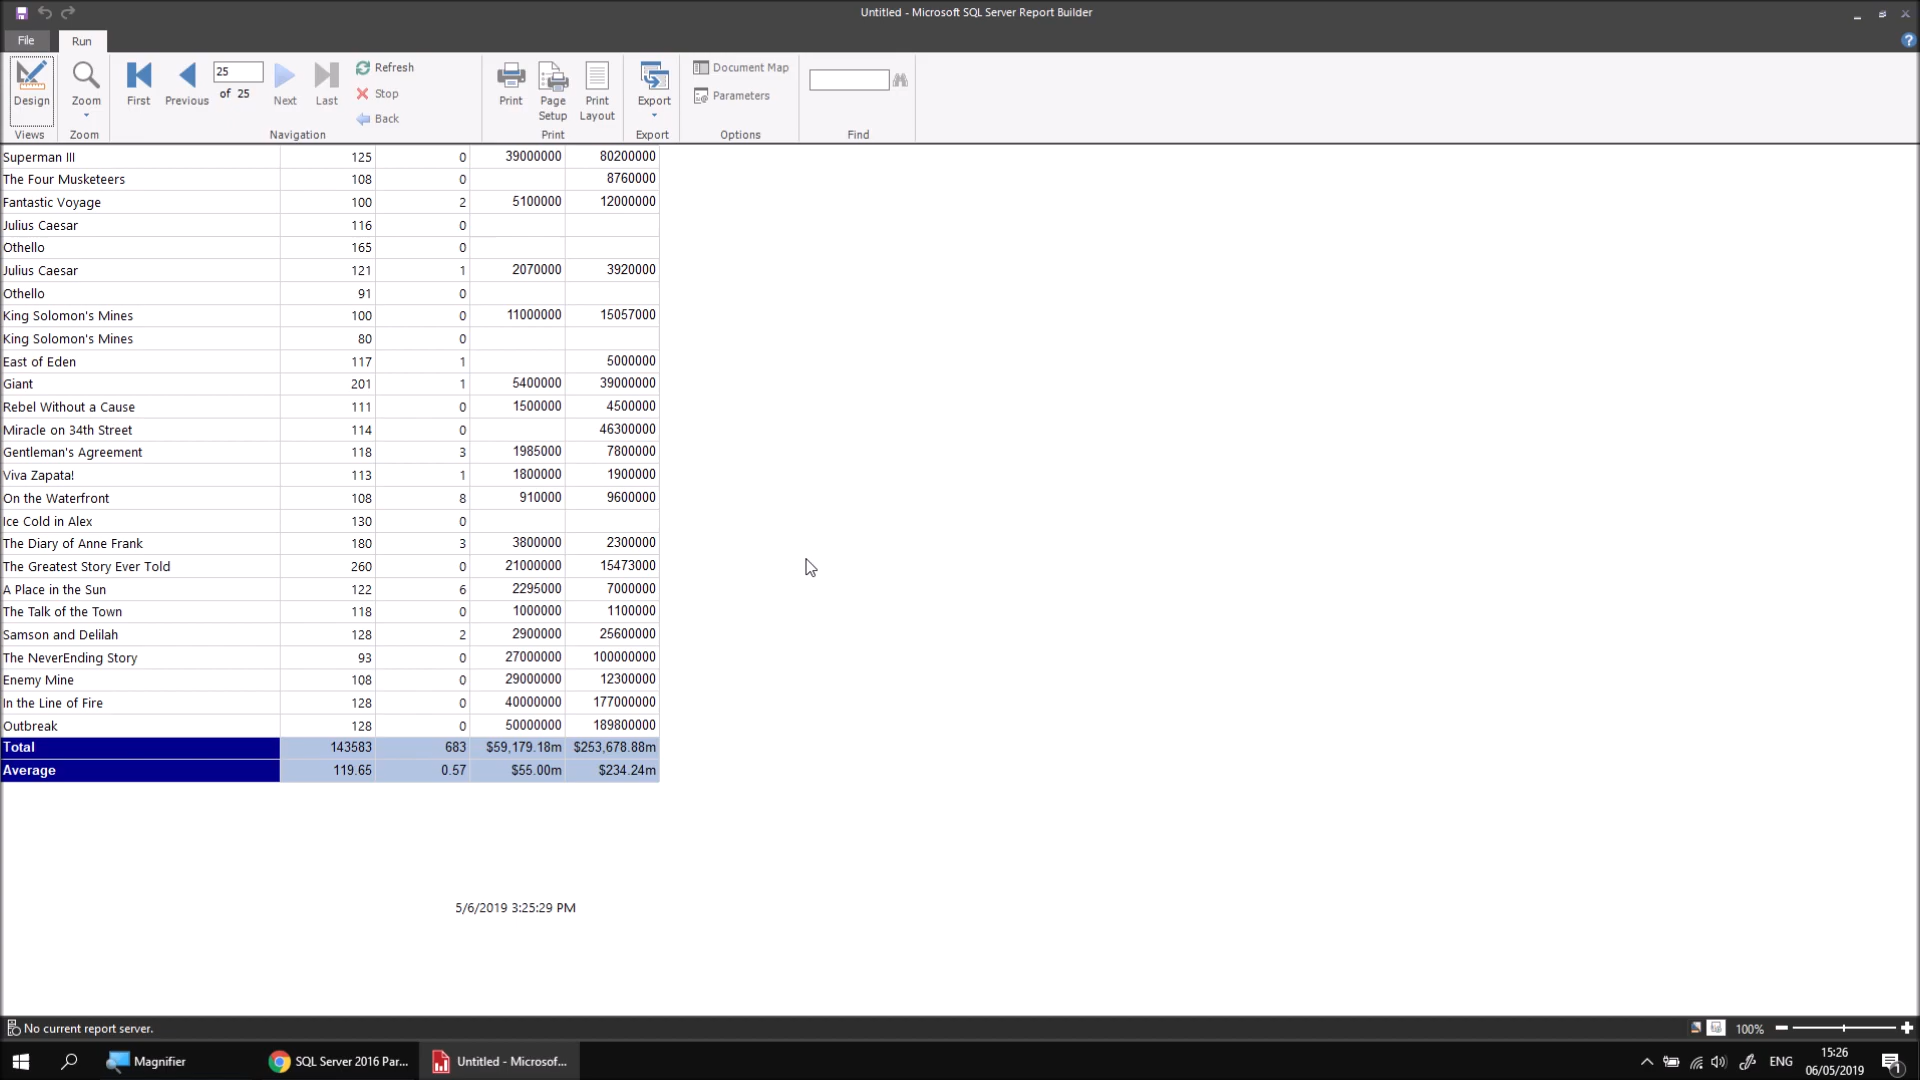 Untitled - Microsoft SQL Server Report Builder
File Run
Design
Views
Zoom
Zoom
First
Previous
25
of 25
Next
Last
Refresh
Stop
Back
Navigation
Print
Page Setup
Print Layout
Print
Export
Export
Document Map
Parameters
Options
Find
Superman III 125 0 39000000 80200000
The Four Musketeers 108 0 8760000
Fantastic Voyage 100 2 5100000 12000000
Julius Caesar 116 0
Othello 165 0
Julius Caesar 121 1 2070000 3920000
Othello 91 0
King Solomon's Mines 100 0 11000000 15057000
King Solomon's Mines 80 0
East of Eden 117 1 5000000
Giant 201 1 5400000 39000000
Rebel Without a Cause 111 0 1500000 4500000
Miracle on 34th Street 114 0 46300000
Gentleman's Agreement 118 3 1985000 7800000
Viva Zapata! 113 1 1800000 1900000
On the Waterfront 108 8 910000 9600000
Ice Cold in Alex 130 0
The Diary of Anne Frank 180 3 3800000 2300000
The Greatest Story Ever Told 260 0 21000000 15473000
A Place in the Sun 122 6 2295000 7000000
The Talk of the Town 118 0 1000000 1100000
Samson and Delilah 128 2 2900000 25600000
The NeverEnding Story 93 0 27000000 100000000
Enemy Mine 108 0 29000000 12300000
In the Line of Fire 128 0 40000000 177000000
Outbreak 128 0 50000000 189800000
Total 143583 683 $59,179.18m $253,678.88m
Average 119.65 0.57 $55.00m $234.24m
5/6/2019 3:25:29 PM
No current report server.
100%
Magnifier
SQL Server 2016 Par...
Untitled - Microsof...
ENG
15:26
06/05/2019
1